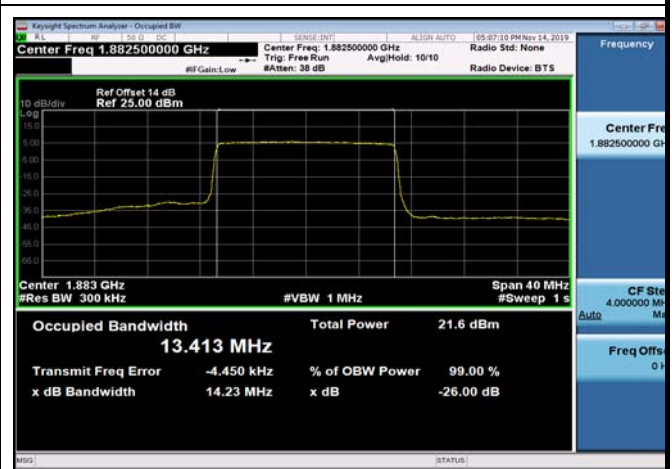 Keysight Spectrum Analyzer - Occupied BW
RL RF 50 Ω DC SENSE:INT ALIGN AUTO 05:07:10 PM Nov 14, 2019
Center Freq 1.882500000 GHz Center Freq: 1.882500000 GHz Radio Std: None
Trig: Free Run Avg|Hold: 10/10
#IFGain:Low #Atten: 38 dB Radio Device: BTS
Ref Offset 14 dB
10 dB/div Ref 25.00 dBm
Log
15.0
5.00
-5.00
-15.0
-25.0
-35.0
-45.0
-55.0
-65.0
Center 1.883 GHz Span 40 MHz
#Res BW 300 kHz #VBW 1 MHz #Sweep 1 s
Occupied Bandwidth Total Power 21.6 dBm
13.413 MHz
Transmit Freq Error -4.450 kHz % of OBW Power 99.00 %
x dB Bandwidth 14.23 MHz x dB -26.00 dB
MSG STATUS
Frequency
Center Fre
1.882500000 GH
CF Ste
4.000000 MH
Auto Ma
Freq Offs
0 H